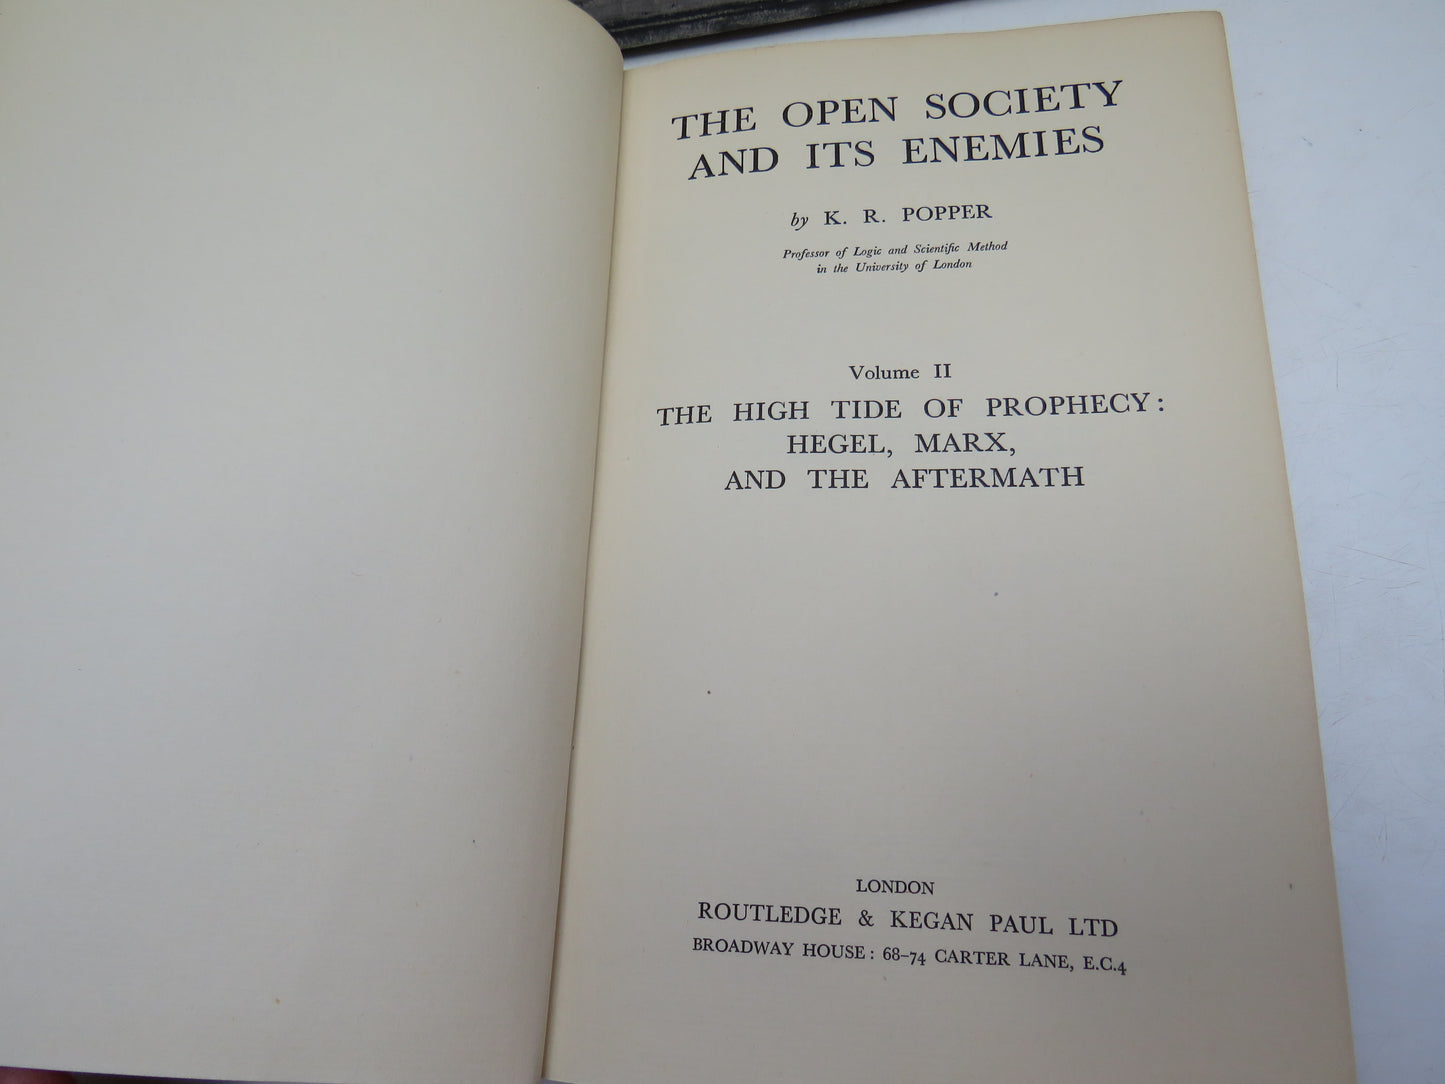 THE OPEN SOCIETY
AND ITS ENEMIES
by K. R. POPPER
Professor of Logic and Scientific Method
in the University of London
Volume II
THE HIGH TIDE OF PROPHECY:
HEGEL, MARX,
AND THE AFTERMATH
LONDON
ROUTLEDGE & KEGAN PAUL LTD
BROADWAY HOUSE: 68–74 CARTER LANE, E.C.4